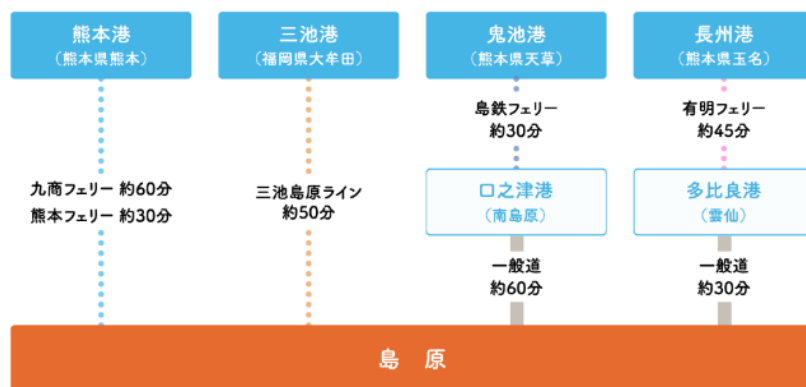 熊本港
（熊本県熊本）
九商フェリー 約60分
熊本フェリー 約30分
三池港
（福岡県大牟田）
三池島原ライン
約50分
鬼池港
（熊本県天草）
島鉄フェリー
約30分
口之津港
（南島原）
一般道
約60分
長州港
（熊本県玉名）
有明フェリー
約45分
多比良港
（雲仙）
一般道
約30分
島 原